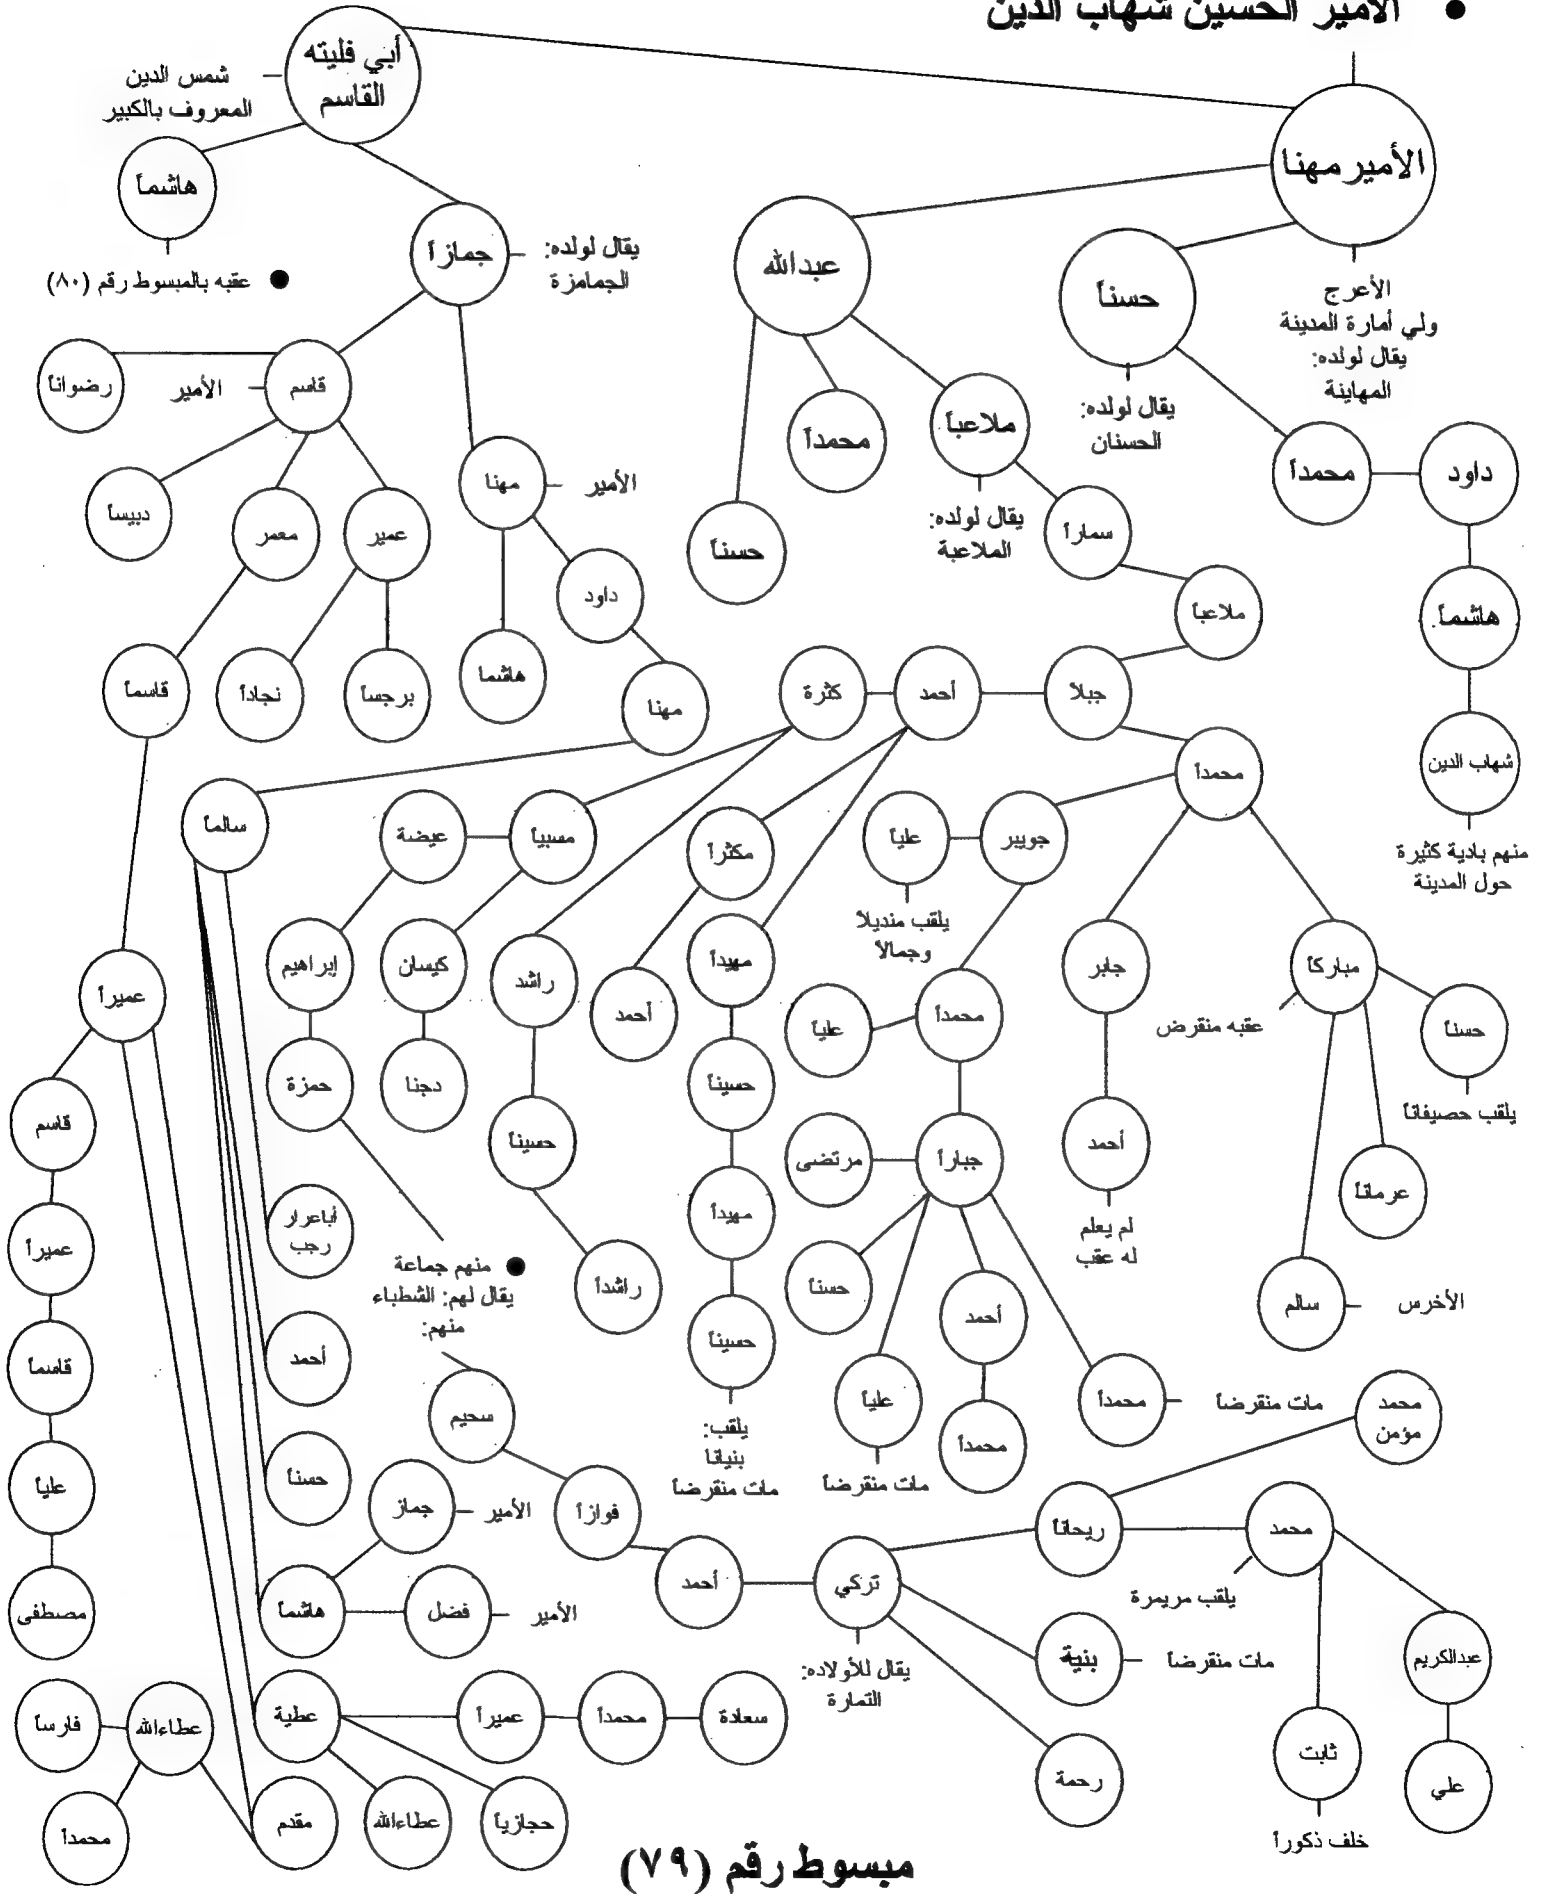 الأمير الحسين شهاب الدين
أبي فليته
القاسم
شمس الدين
المعروف بالكبير
الأمير مهنا
الأعرج
ولي أمارة المدينة
يقال لولده:
المهاينة
هاشماً
عقبه بالمبسوط رقم (٨٠)
جمازاً
يقال لولده:
الجمامزة
عبدالله
حسناً
يقال لولده:
الحسنان
رضواناً
الأمير
قاسم
محمداً
ملاعباً
يقال لولده:
الملاعبة
محمداً
داود
دبيساً
معمر
عمير
مهنا
الأمير
حسناً
سماراً
داود
ملاعباً
هاشماً
قاسماً
نجاداً
برجساً
هاشما
مهنا
كثرة
أحمد
جبلاً
محمداً
شهاب الدين
منهم بادية كثيرة
حول المدينة
سالما
عيضة
مسبياً
مكثراً
علياً
يلقب منديلاً
وجمالاً
جويبر
عميراً
إبراهيم
كيسان
راشد
مهيداً
أحمد
علياً
محمداً
جابر
مباركاً
عقبه منقرض
حسناً
يلقب حصيفاناً
قاسم
حمزة
دجنا
حسيناً
حسيناً
مرتضى
جباراً
أحمد
لم يعلم
له عقب
عرماناً
عميراً
أباعرار
رجب
منهم جماعة
يقال لهم: الشطباء
منهم:
راشداً
مهيداً
حسناً
أحمد
سالم
الأخرس
قاسماً
أحمد
سحيم
حسيناً
يلقب:
بنيانا
مات منقرضاً
علياً
مات منقرضاً
محمداً
محمداً
مات منقرضاً
محمد
مؤمن
علياً
حسناً
جماز
الأمير
فوازاً
ريحاناً
محمد
يلقب مريمرة
مصطفى
هاشماً
فضل
الأمير
أحمد
تركي
يقال للأولاده:
التمارة
بنية
مات منقرضاً
عبدالكريم
فارساً
عطاءالله
عطية
عميراً
محمداً
سعادة
رحمة
ثابت
خلف ذكوراً
علي
محمداً
مقدم
عطاءالله
حجازياً
مبسوط رقم (٧٩)